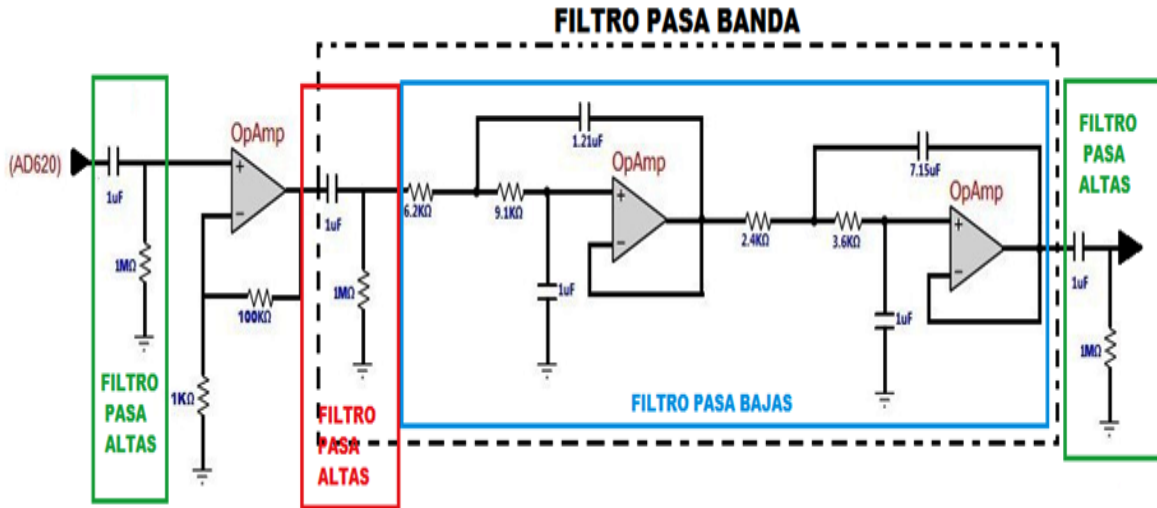 FILTRO PASA BANDA
(AD620)
1uF
1MΩ
FILTRO
PASA
ALTAS
OpAmp
100KΩ
1KΩ
1uF
1MΩ
FILTRO
PASA
ALTAS
6.2KΩ
9.1KΩ
1.21uF
1uF
OpAmp
2.4KΩ
3.6KΩ
7.15uF
1uF
OpAmp
FILTRO PASA BAJAS
FILTRO
PASA
ALTAS
1uF
1MΩ